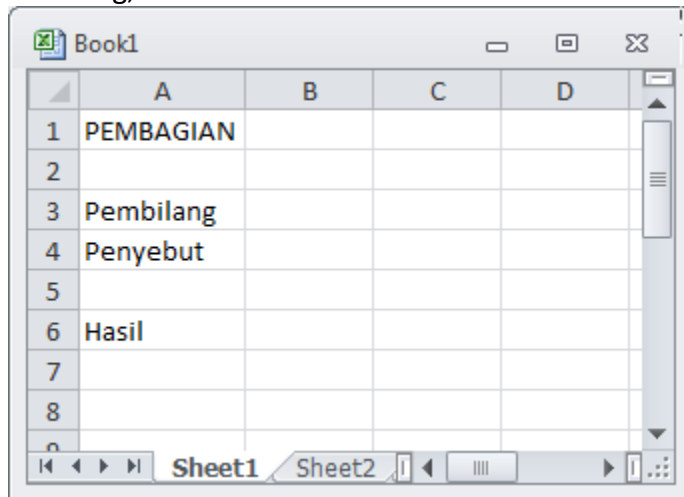 Book1
A B C D
1 PEMBAGIAN
2
3 Pembilang
4 Penyebut
5
6 Hasil
7
8
Sheet1 Sheet2